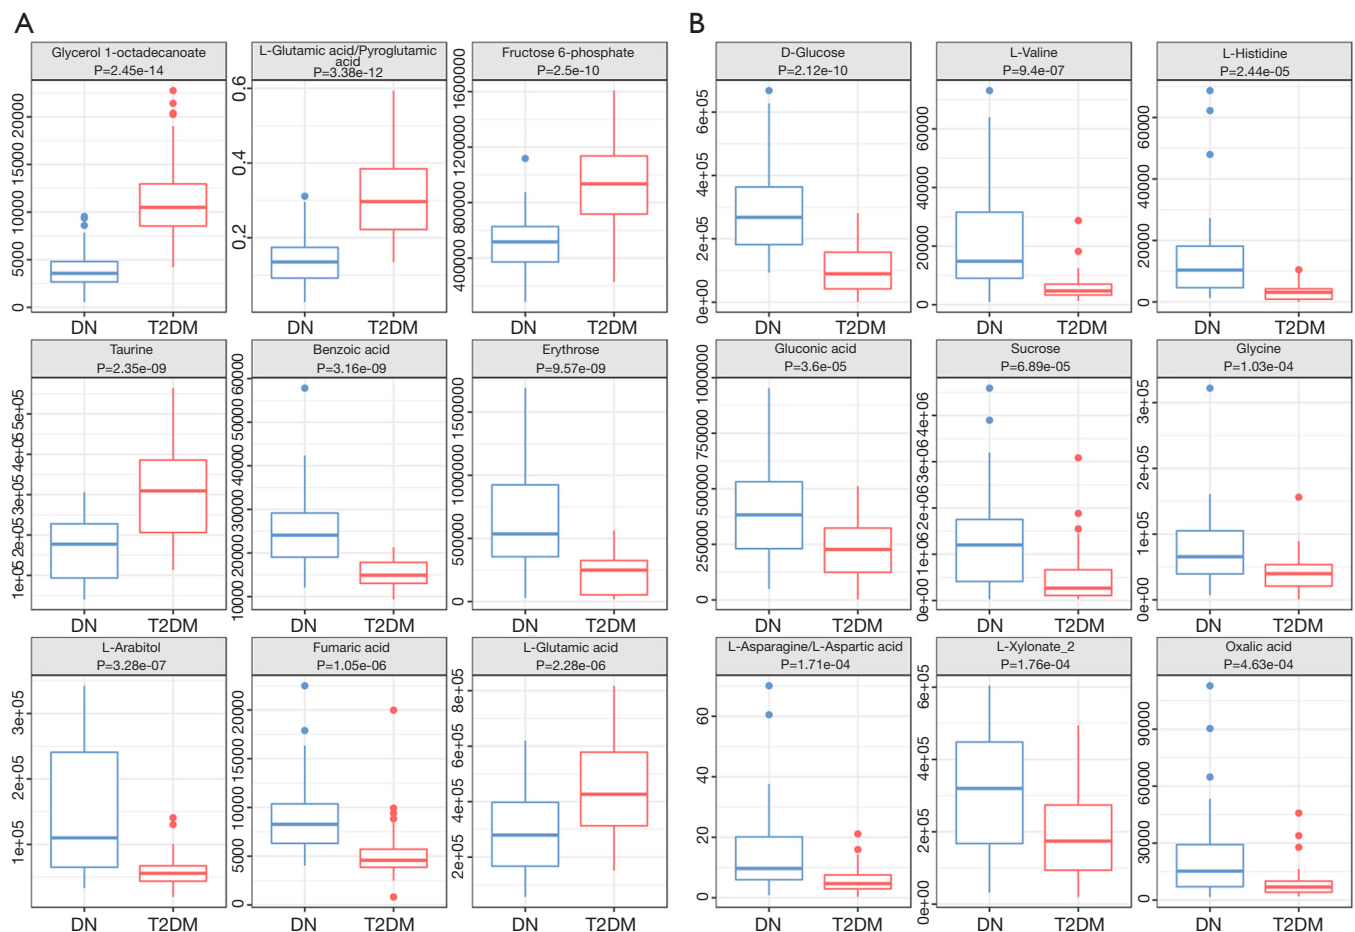 A
B
Glycerol 1-octadecanoate
P=2.45e-14
0
5000
10000
15000
20000
DN
T2DM
L-Glutamic acid/Pyroglutamic
acid
P=3.38e-12
0.2
0.4
0.6
DN
T2DM
Fructose 6-phosphate
P=2.5e-10
400000
800000
1200000
1600000
DN
T2DM
D-Glucose
P=2.12e-10
0e+00
2e+05
4e+05
6e+05
DN
T2DM
L-Valine
P=9.4e-07
0
20000
40000
60000
DN
T2DM
L-Histidine
P=2.44e-05
0
20000
40000
60000
DN
T2DM
Taurine
P=2.35e-09
1e+05
2e+05
3e+05
4e+05
5e+05
DN
T2DM
Benzoic acid
P=3.16e-09
10000
20000
30000
40000
50000
60000
DN
T2DM
Erythrose
P=9.57e-09
0
50000
100000
150000
DN
T2DM
Gluconic acid
P=3.6e-05
0
250000
500000
750000
1000000
DN
T2DM
Sucrose
P=6.89e-05
0e+00
1e+06
2e+06
3e+06
4e+06
DN
T2DM
Glycine
P=1.03e-04
0e+00
1e+05
2e+05
3e+05
DN
T2DM
L-Arabitol
P=3.28e-07
1e+05
2e+05
3e+05
DN
T2DM
Fumaric acid
P=1.05e-06
0
5000
10000
15000
20000
DN
T2DM
L-Glutamic acid
P=2.28e-06
2e+05
4e+05
6e+05
8e+05
DN
T2DM
L-Asparagine/L-Aspartic acid
P=1.71e-04
0
20
40
60
DN
T2DM
L-Xylonate_2
P=1.76e-04
0e+00
2e+05
4e+05
6e+05
DN
T2DM
Oxalic acid
P=4.63e-04
0
30000
60000
90000
DN
T2DM